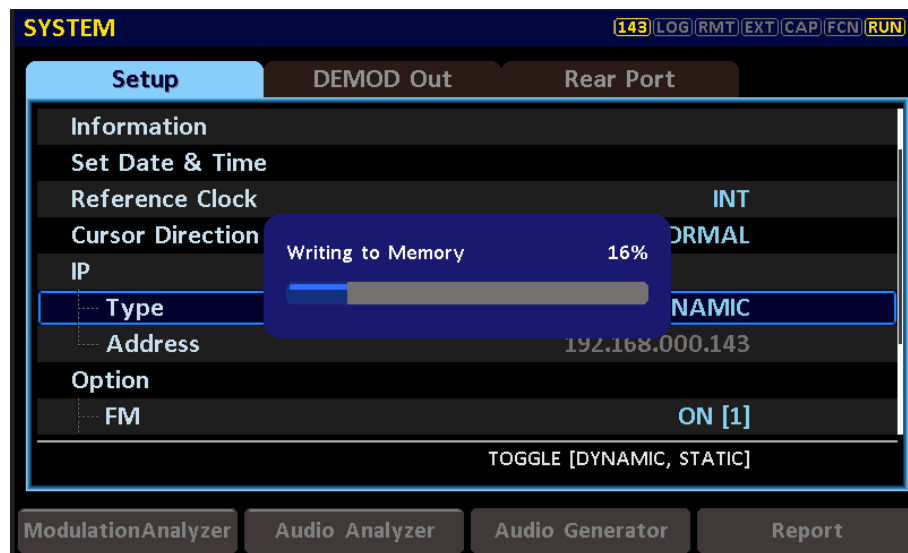 SYSTEM 143 LOG RMT EXT CAP FCN RUN
Setup DEMOD Out Rear Port
Information
Set Date & Time
Reference Clock INT
Cursor Direction ORMAL
Writing to Memory 16%
IP
Type NAMIC
Address 192.168.000.143
Option
FM ON [1]
TOGGLE [DYNAMIC, STATIC]
ModulationAnalyzer Audio Analyzer Audio Generator Report